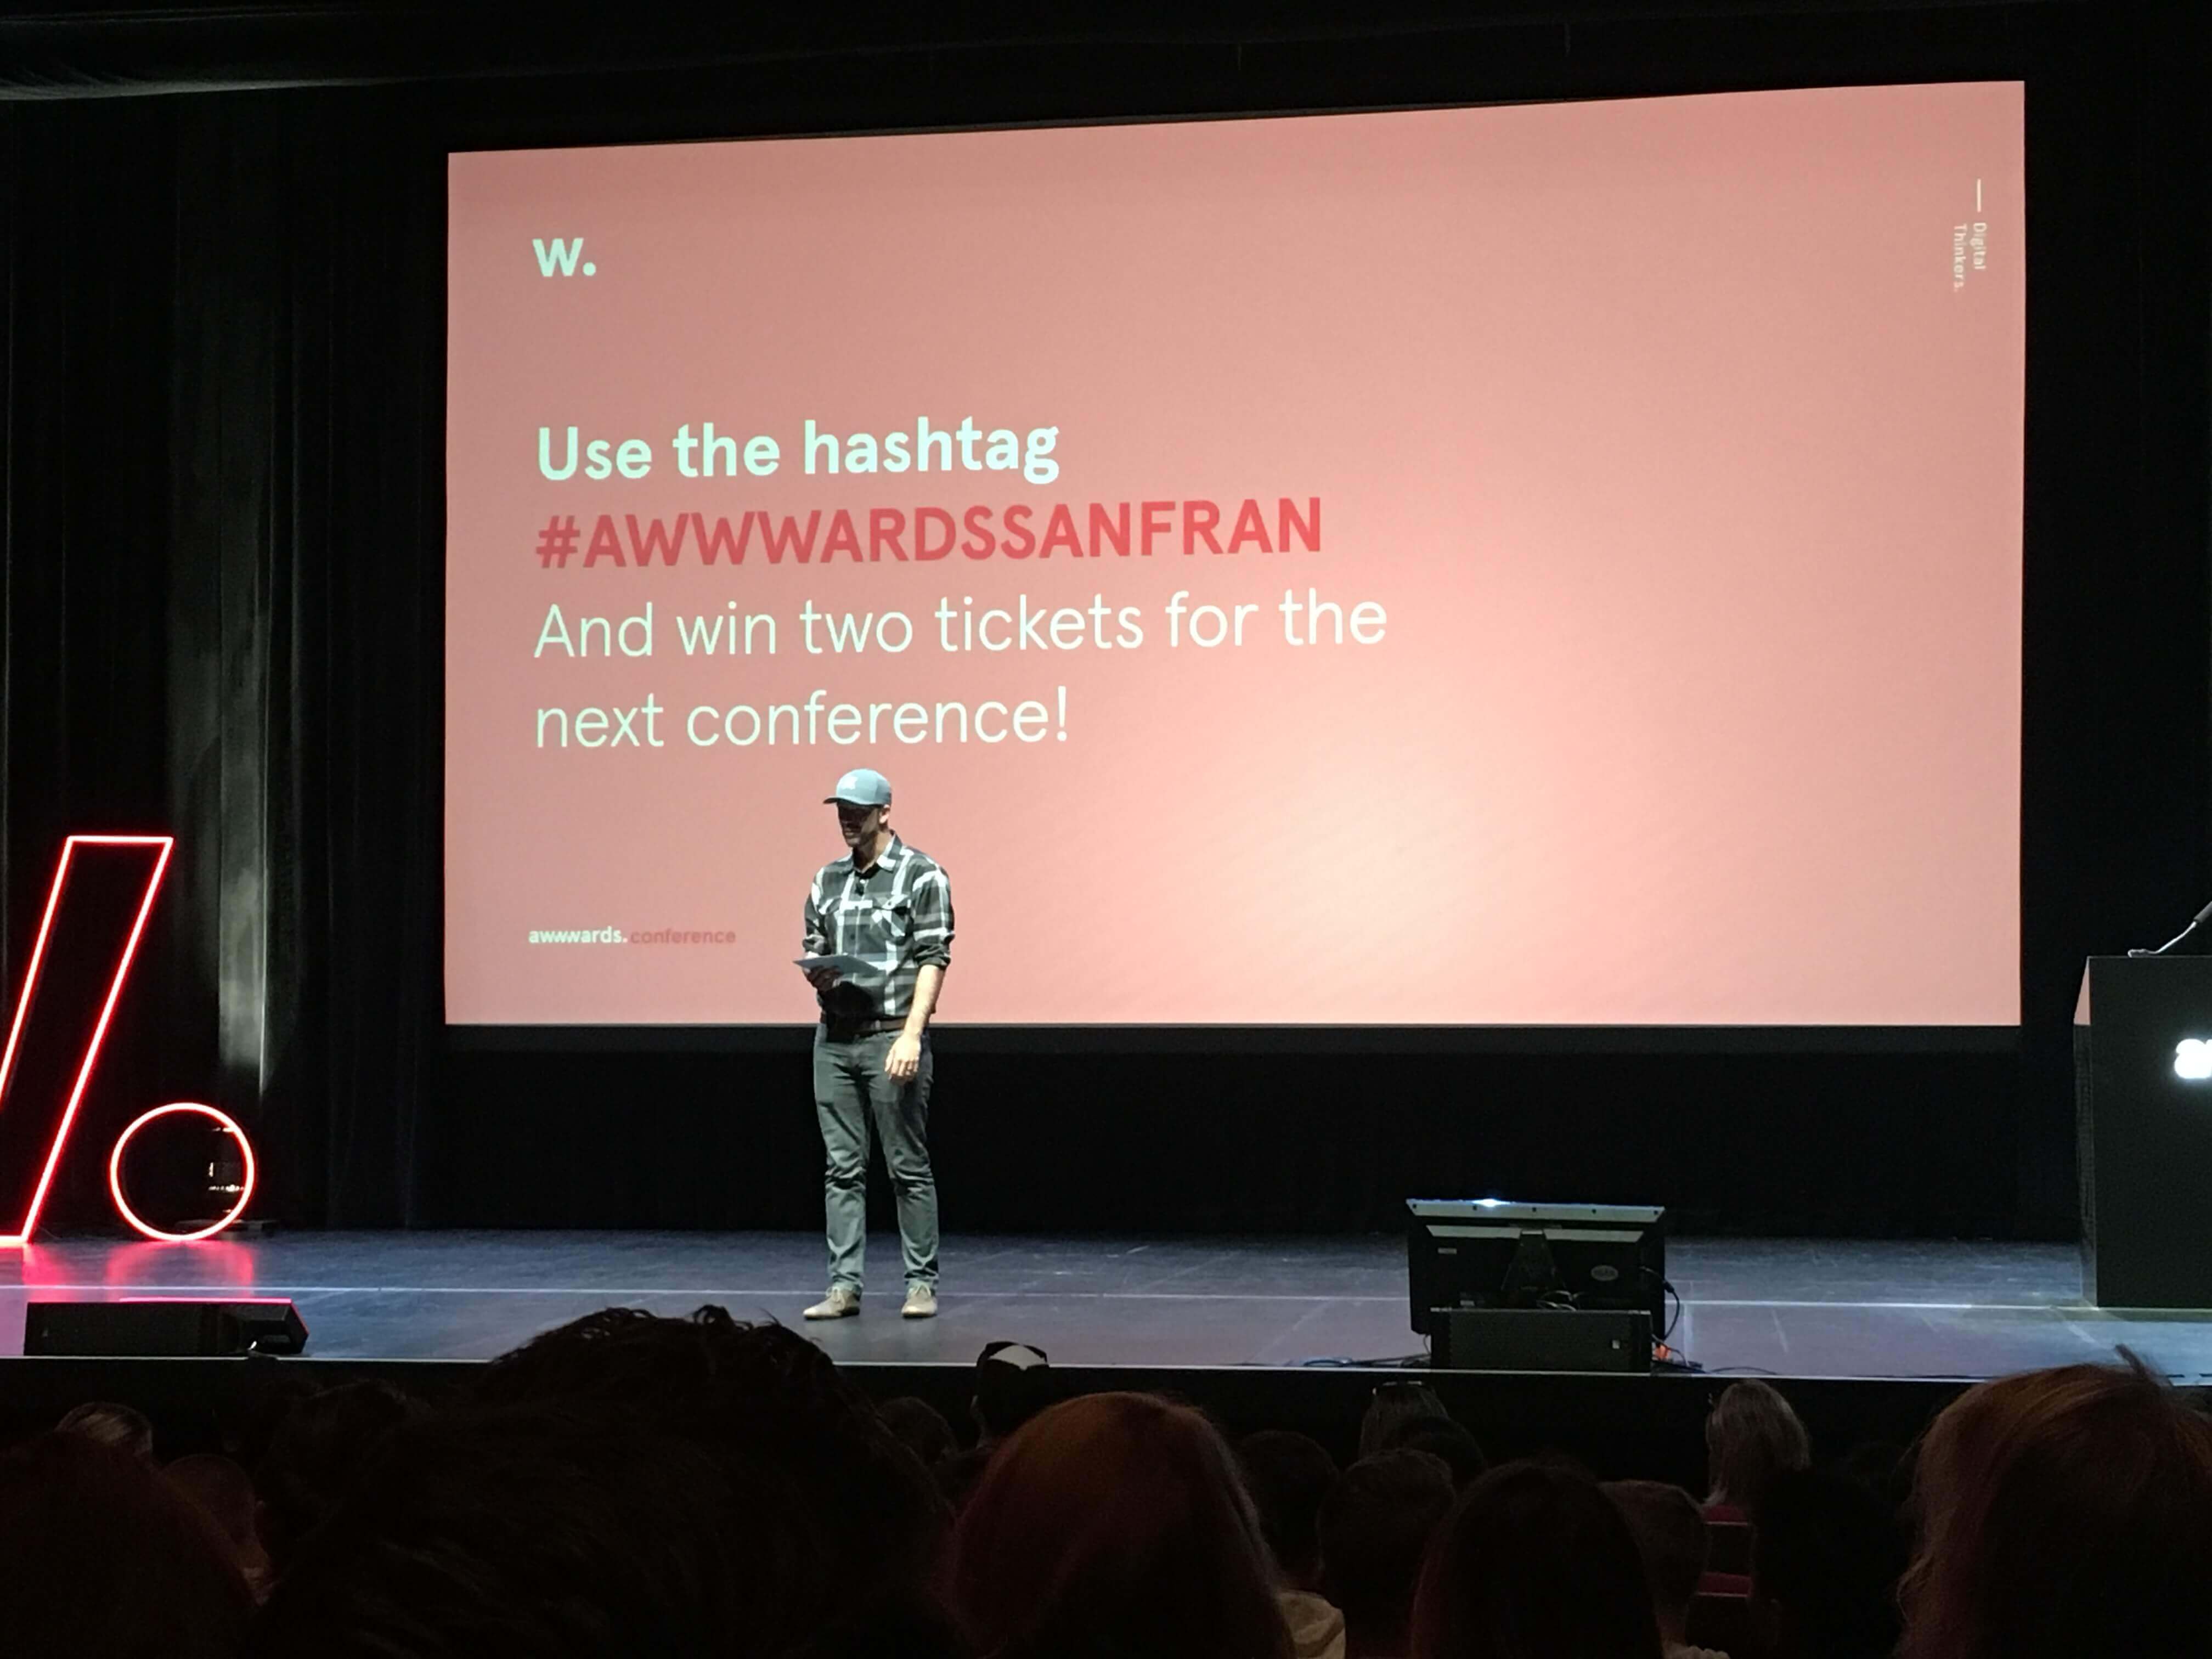 w.
Digital
Thinkers.
Use the hashtag
#AWWWARDSSANFRAN
And win two tickets for the
next conference!
awwwards.conference